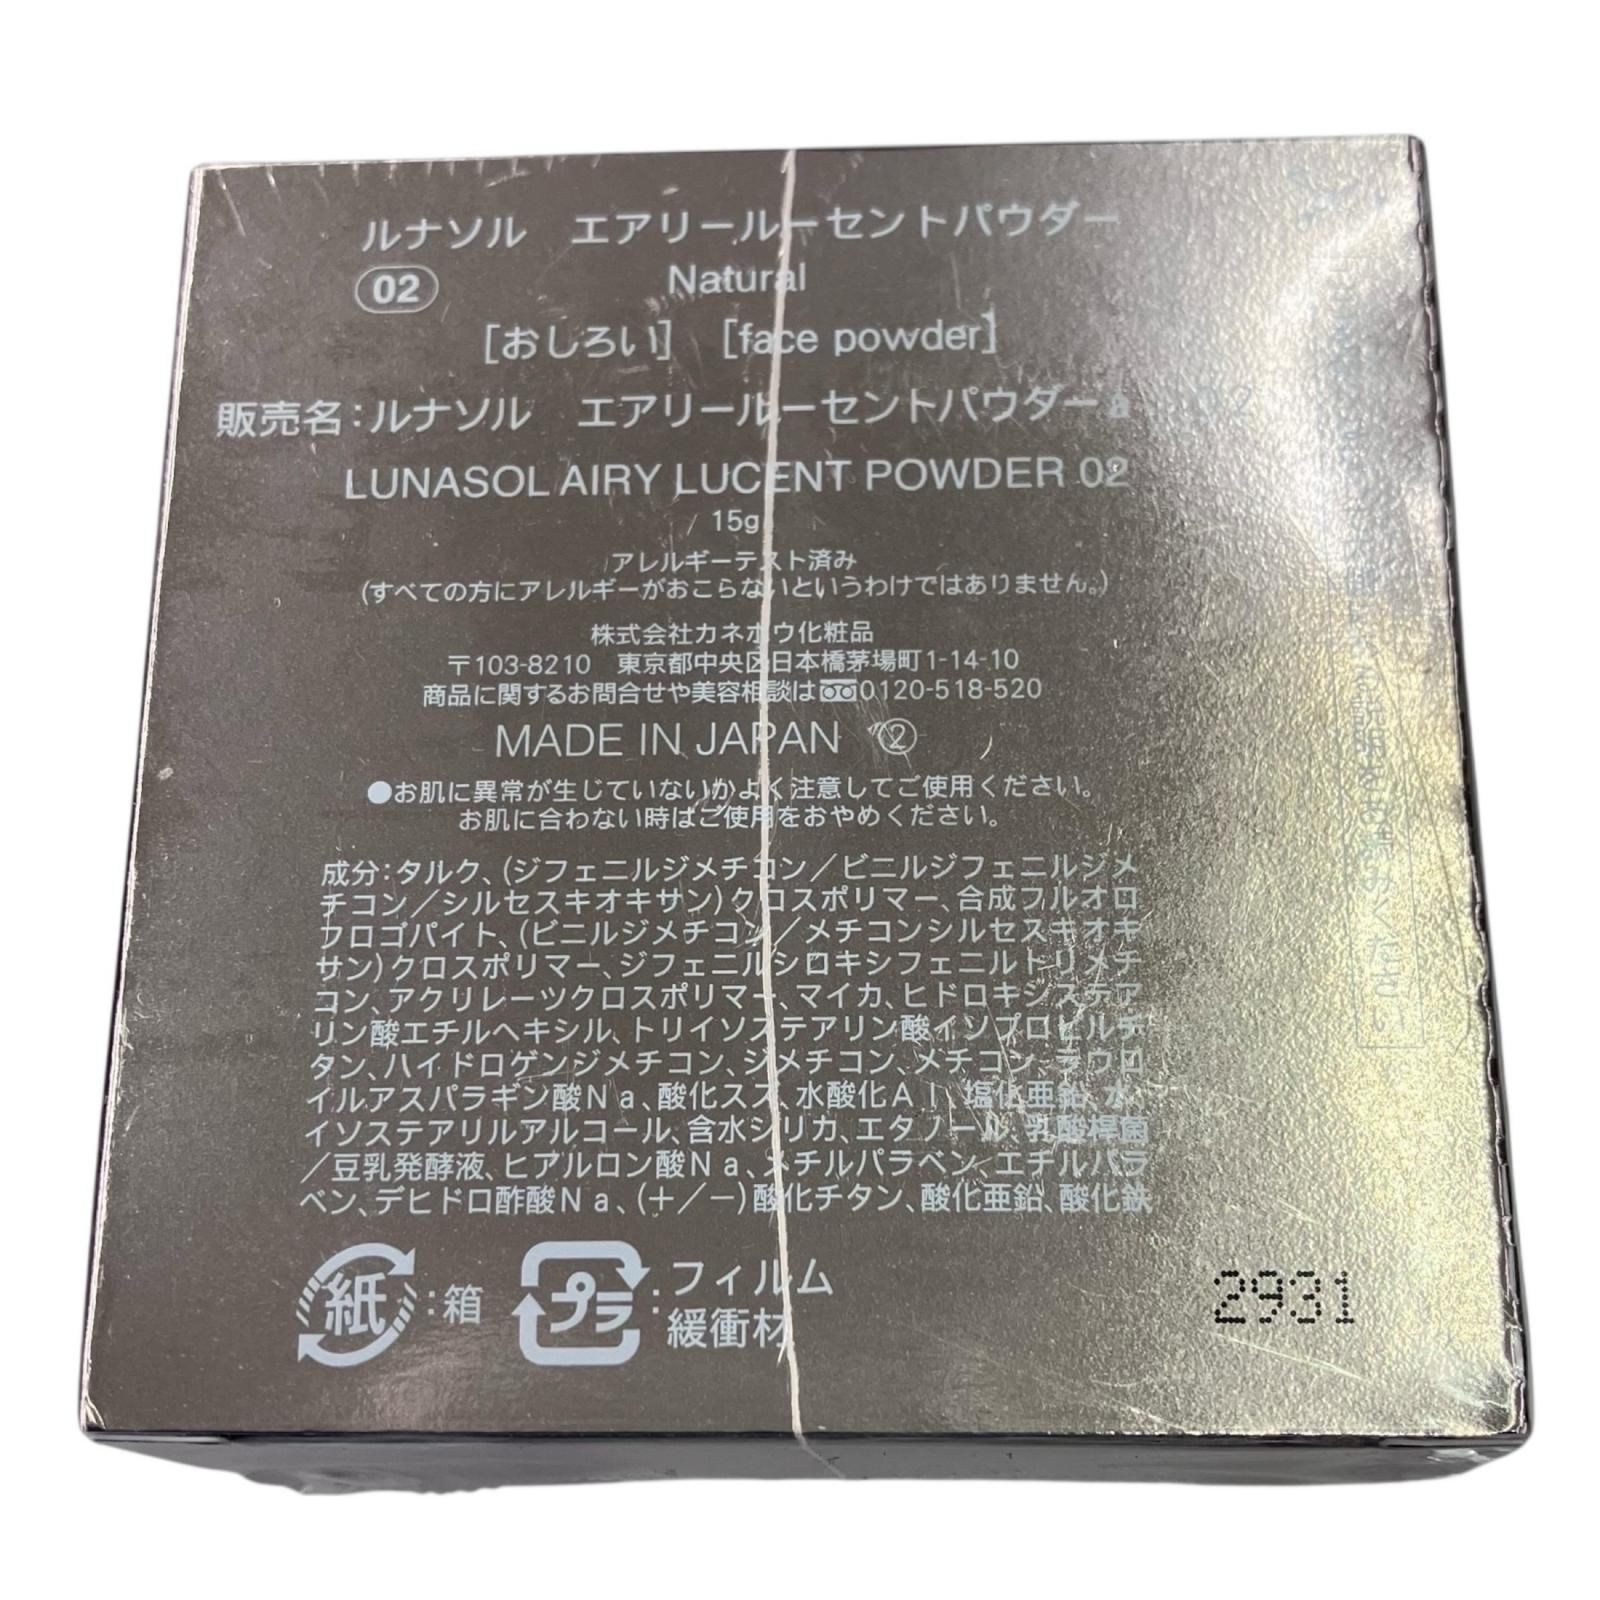 ルナソル エアリールーセントパウダー
02 Natural
[おしろい] [face powder]
販売名:ルナソル エアリールーセントパウダーa 02
LUNASOL AIRY LUCENT POWDER 02
15g
アレルギーテスト済み
(すべての方にアレルギーがおこらないというわけではありません。)
株式会社カネボウ化粧品
〒103-8210 東京都中央区日本橋茅場町1-14-10
商品に関するお問合せや美容相談は 0120-518-520
MADE IN JAPAN ②
●お肌に異常が生じていないかよく注意してご使用ください。
お肌に合わない時はご使用をおやめください。
成分:タルク、(ジフェニルジメチコン/ビニルジフェニルジメ
チコン/シルセスキオキサン)クロスポリマー、合成フルオロ
フロゴパイト、(ビニルジメチコン/メチコンシルセスキオキ
サン)クロスポリマー、ジフェニルシロキシフェニルトリメチ
コン、アクリレーツクロスポリマー、マイカ、ヒドロキシステア
リン酸エチルヘキシル、トリイソステアリン酸イソプロピルチ
タン、ハイドロゲンジメチコン、ジメチコン、メチコン、ラウロ
イルアスパラギン酸Na、酸化スズ、水酸化Al、塩化亜鉛、水、
イソステアリルアルコール、含水シリカ、エタノール、乳酸桿菌
/豆乳発酵液、ヒアルロン酸Na、メチルパラベン、エチルパラ
ベン、デヒドロ酢酸Na、(+/−)酸化チタン、酸化亜鉛、酸化鉄
紙:箱 プラ:フィルム
緩衝材
2931
説明をお読みください